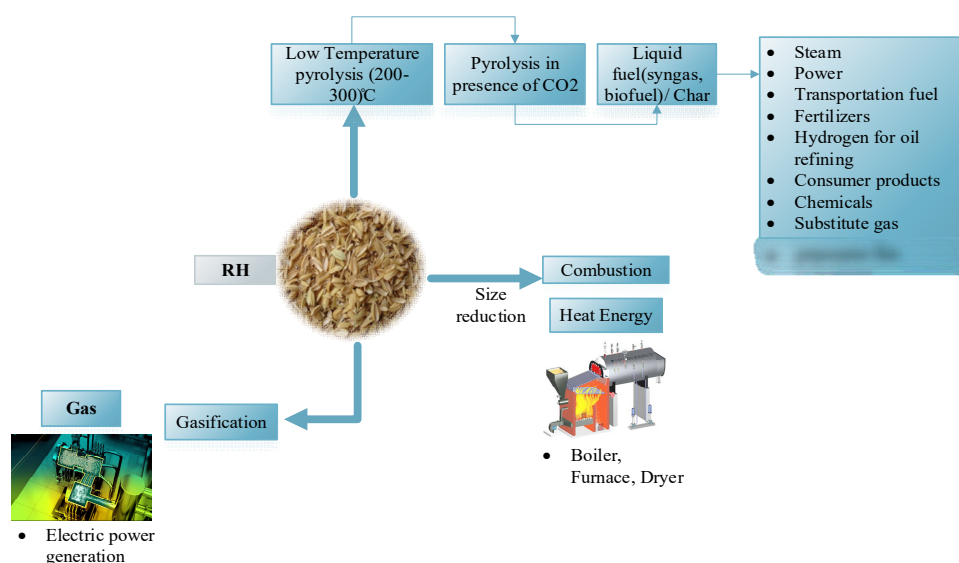 Low Temperature
pyrolysis (200-
300)℃
Pyrolysis in
presence of CO2
Liquid
fuel(syngas,
biofuel)/ Char
• Steam
• Power
• Transportation fuel
• Fertilizers
• Hydrogen for oil
refining
• Consumer products
• Chemicals
• Substitute gas
RH
Size
reduction
Combustion
Heat Energy
• Boiler,
Furnace, Dryer
Gasification
Gas
• Electric power
generation